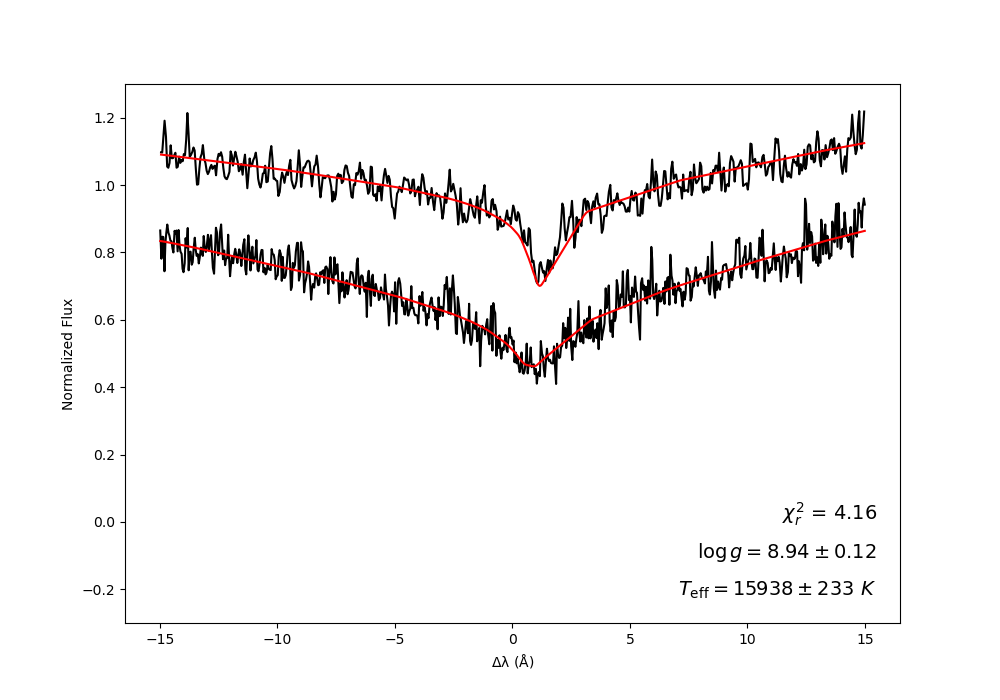 1.2
1.0
0.8
0.6
0.4
0.2
0.0
−0.2
Normalized Flux
χ²ᵣ = 4.16
log g = 8.94 ± 0.12
T_eff = 15938 ± 233 K
−15 −10 −5 0 5 10 15
Δλ (Å)